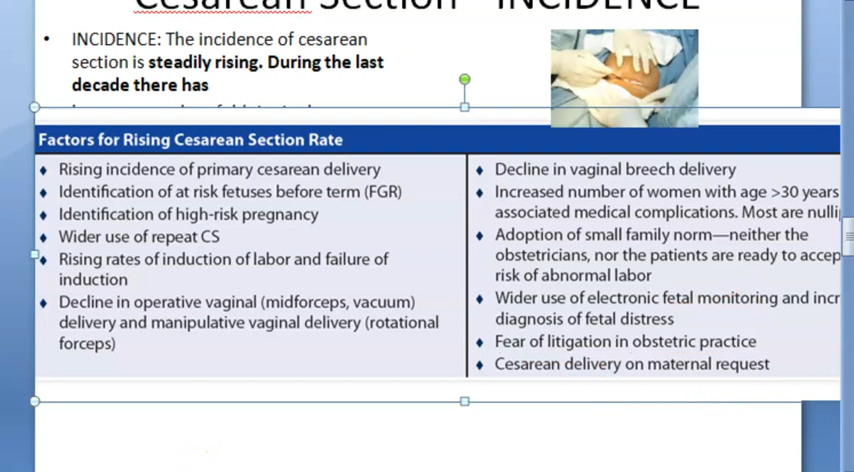 Cesarean Section - INCIDENCE
• INCIDENCE: The incidence of cesarean
section is steadily rising. During the last
decade there has
Factors for Rising Cesarean Section Rate
♦ Rising incidence of primary cesarean delivery
♦ Identification of at risk fetuses before term (FGR)
♦ Identification of high-risk pregnancy
♦ Wider use of repeat CS
♦ Rising rates of induction of labor and failure of
induction
♦ Decline in operative vaginal (midforceps, vacuum)
delivery and manipulative vaginal delivery (rotational
forceps)
♦ Decline in vaginal breech delivery
♦ Increased number of women with age >30 years
associated medical complications. Most are
♦ Adoption of small family norm—neither the
obstetricians, nor the patients are ready to
risk of abnormal labor
♦ Wider use of electronic fetal monitoring and
diagnosis of fetal distress
♦ Fear of litigation in obstetric practice
♦ Cesarean delivery on maternal request